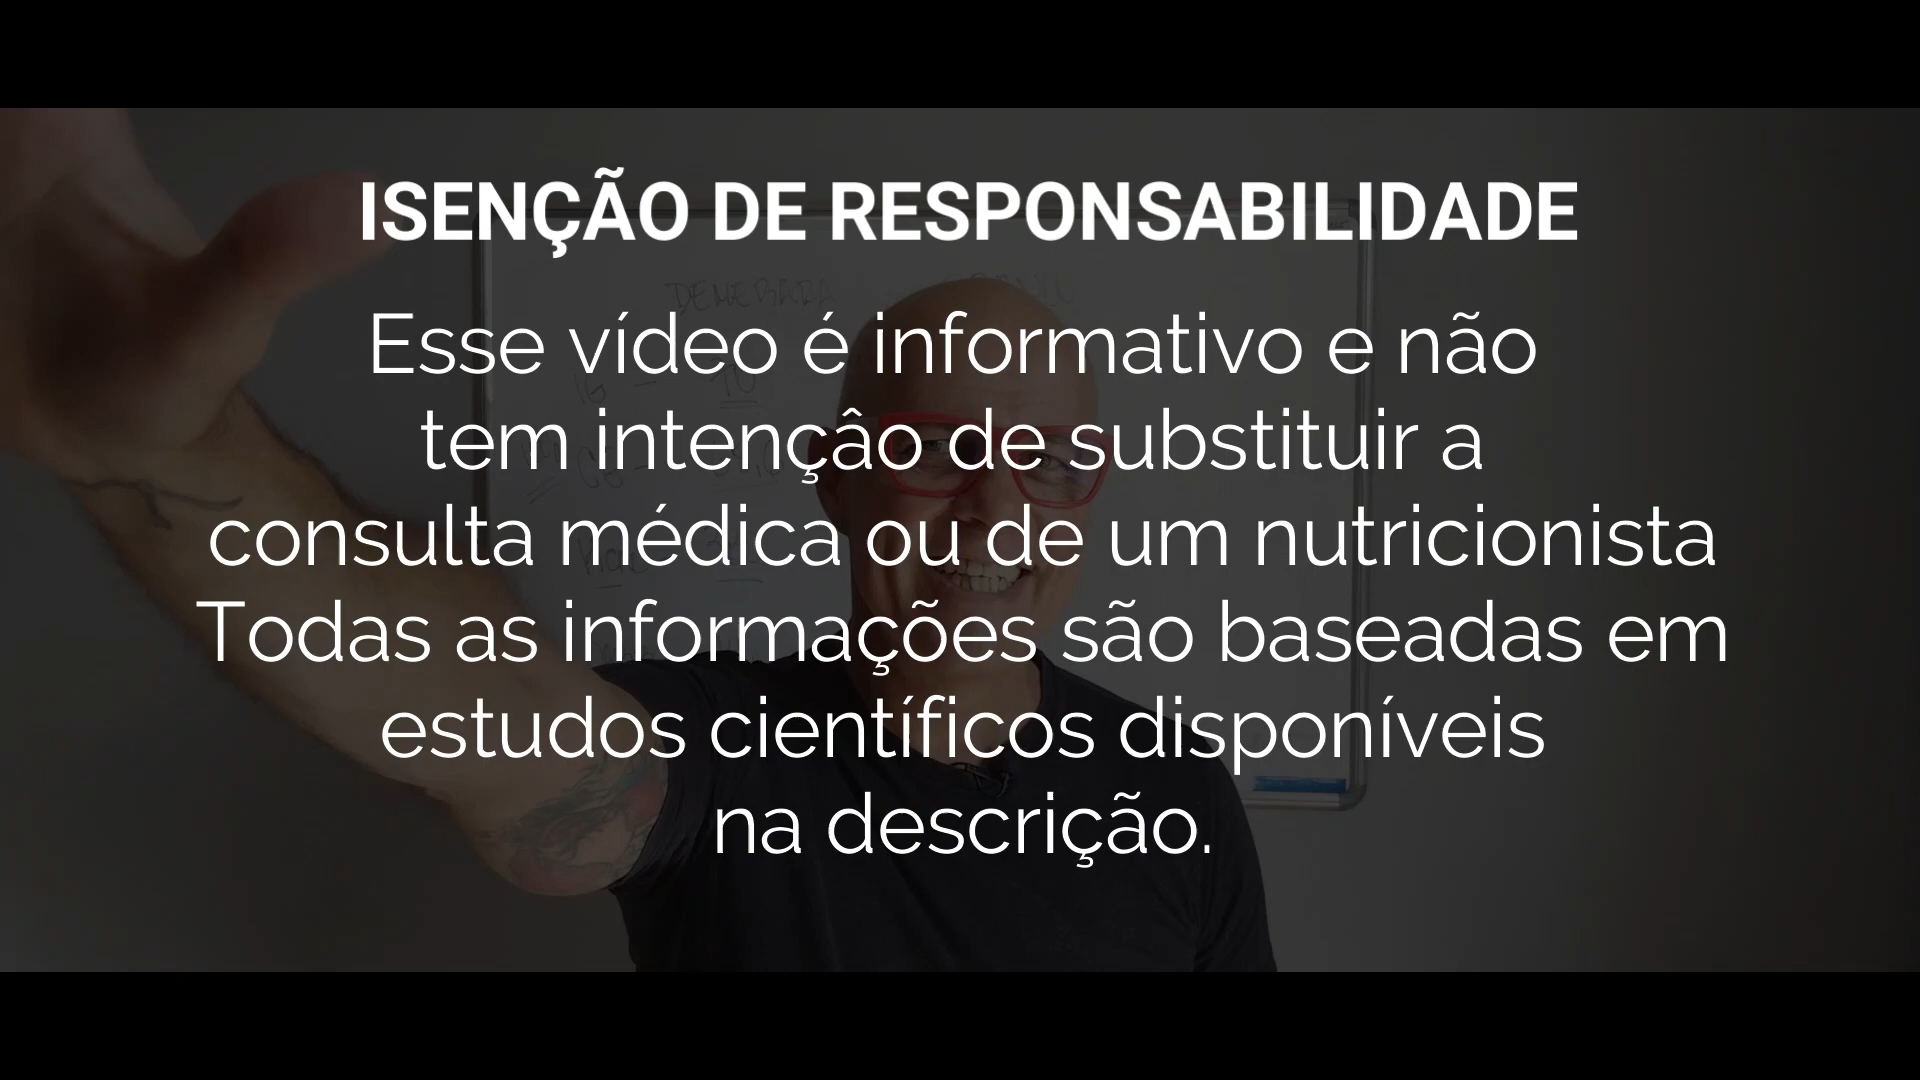 ISENÇÃO DE RESPONSABILIDADE
Esse vídeo é informativo e não
tem intenção de substituir a
consulta médica ou de um nutricionista
Todas as informações são baseadas em
estudos científicos disponíveis
na descrição.